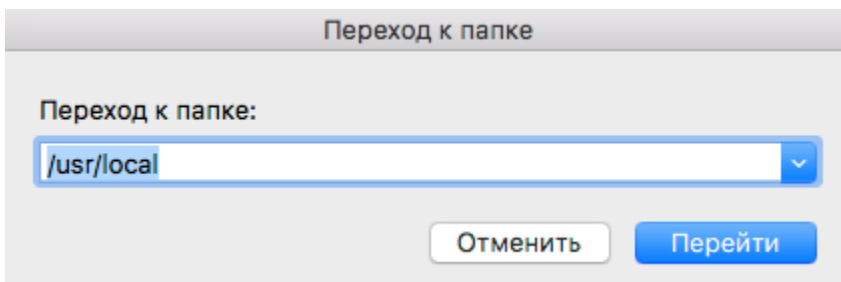 Переход к папке
Переход к папке:
/usr/local
Отменить Перейти